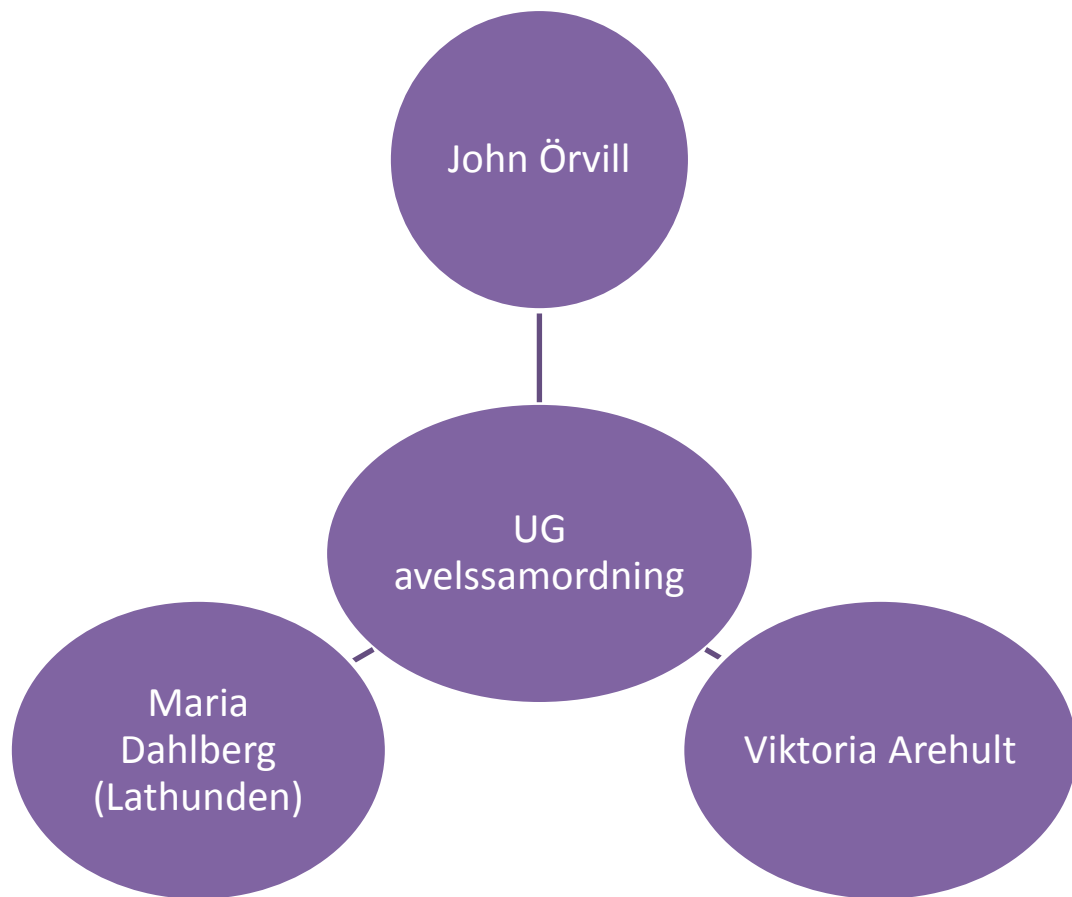 John Örvill
UG
avelssamordning
Maria
Dahlberg
(Lathunden)
Viktoria Arehult